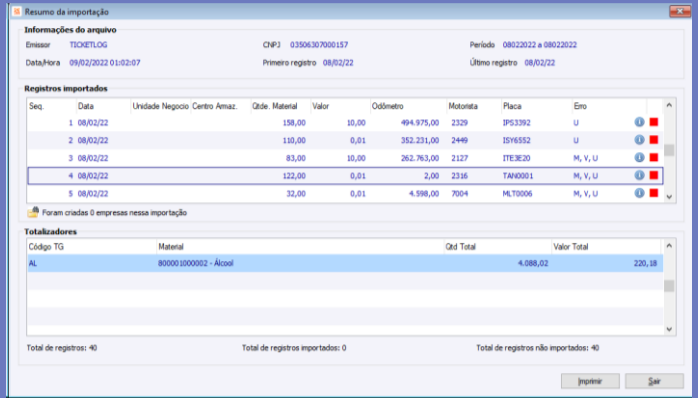 Resumo da importação
Informações do arquivo
Emissor TICKETLOG CNPJ 03506307000157 Período 08022022 a 08022022
Data/Hora 09/02/2022 01:02:07 Primeiro registro 08/02/22 Último registro 08/02/22
Registros importados
Seq. Data Unidade Negocio Centro Armaz. Qtde. Material Valor Odômetro Motorista Placa Erro
1 08/02/22 158,00 10,00 494.975,00 2329 IPS3392 U
2 08/02/22 110,00 0,01 352.231,00 2449 ISY6552 U
3 08/02/22 83,00 10,00 262.763,00 2127 ITE3E20 M, V, U
4 08/02/22 122,00 0,01 2,00 2316 TAN0001 M, V, U
5 08/02/22 32,00 0,01 4.598,00 7004 MLT0006 M, V, U
Foram criadas 0 empresas nessa importação
Totalizadores
Código TG Material Qtd Total Valor Total
AL 800001000002 - Álcool 4.088,02 220,18
Total de registros: 40 Total de registros importados: 0 Total de registros não importados: 40
Imprimir Sair